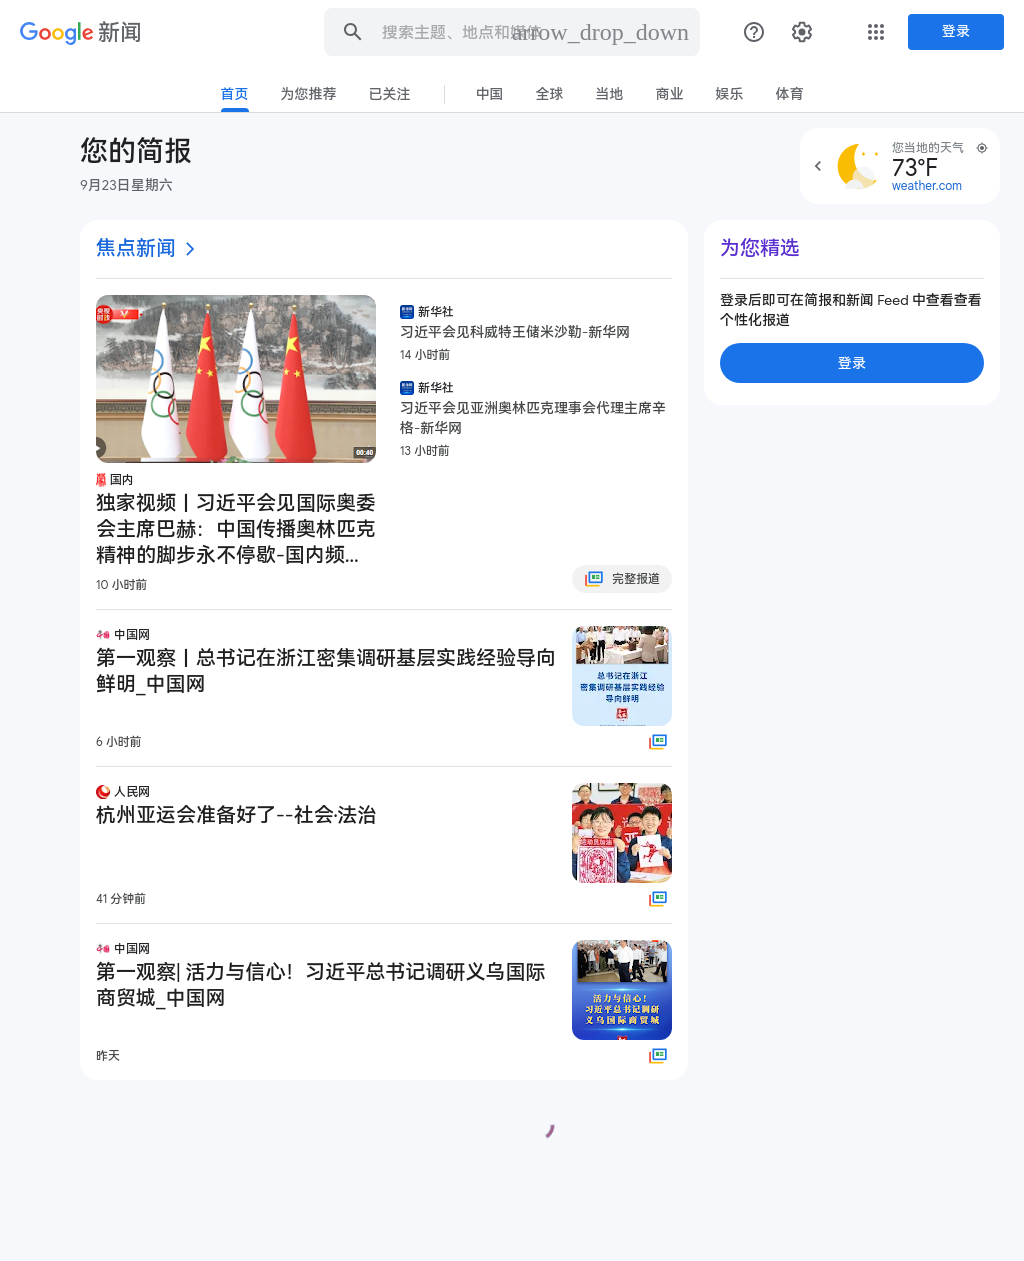 Google 新闻
搜索主题、地点和媒体
arrow_drop_down
登录
首页
为您推荐
已关注
中国
全球
当地
商业
娱乐
体育
您的简报
9月23日星期六
您当地的天气
73°F
weather.com
焦点新闻
为您精选
登录后即可在简报和新闻 Feed 中查看查看
个性化报道
登录
00:40
国内
独家视频丨习近平会见国际奥委
会主席巴赫：中国传播奥林匹克
精神的脚步永不停歇-国内频...
10 小时前
新华社
习近平会见科威特王储米沙勒-新华网
14 小时前
新华社
习近平会见亚洲奥林匹克理事会代理主席辛
格-新华网
13 小时前
完整报道
中国网
第一观察丨总书记在浙江密集调研基层实践经验导向
鲜明_中国网
6 小时前
总书记在浙江
密集调研基层实践经验
导向鲜明
人民网
杭州亚运会准备好了--社会·法治
41 分钟前
中国网
第一观察| 活力与信心！习近平总书记调研义乌国际
商贸城_中国网
昨天
活力与信心！
习近平总书记调研
义乌国际商贸城